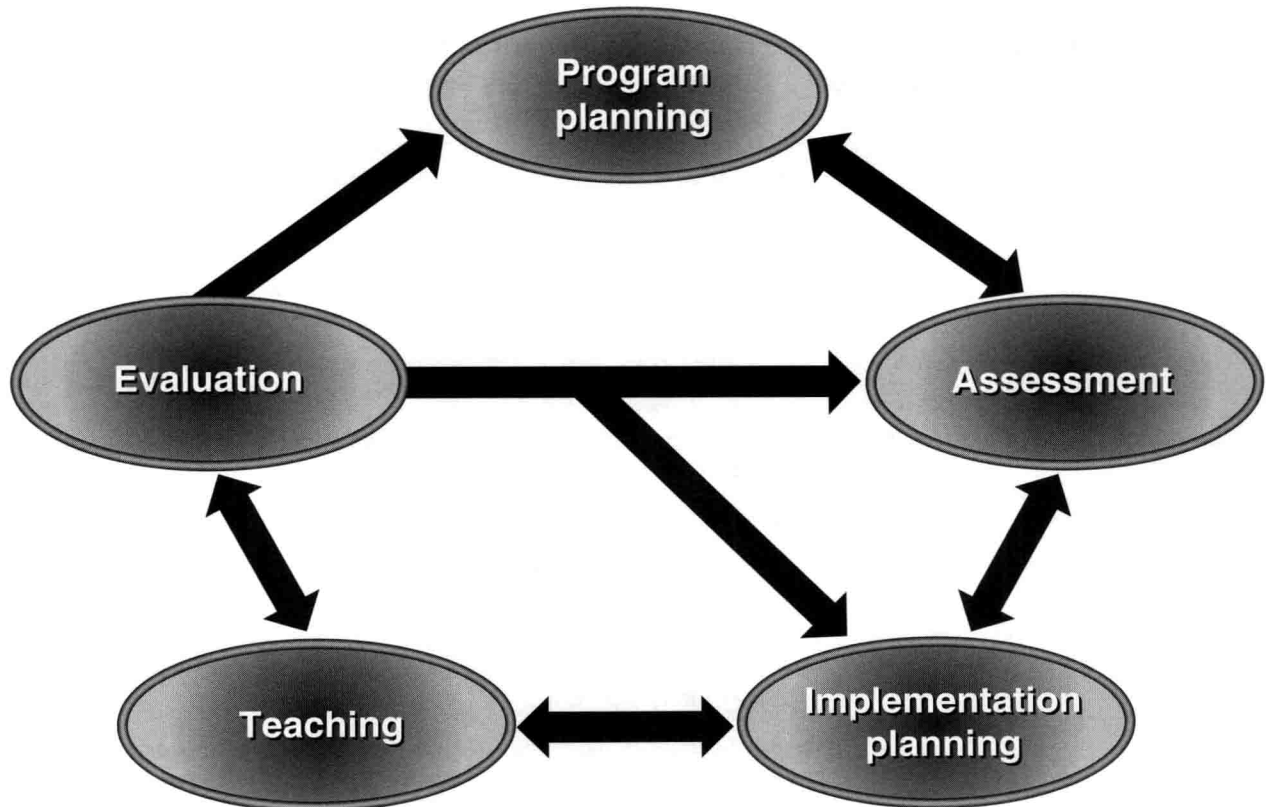 Program
planning
Evaluation
Assessment
Teaching
Implementation
planning